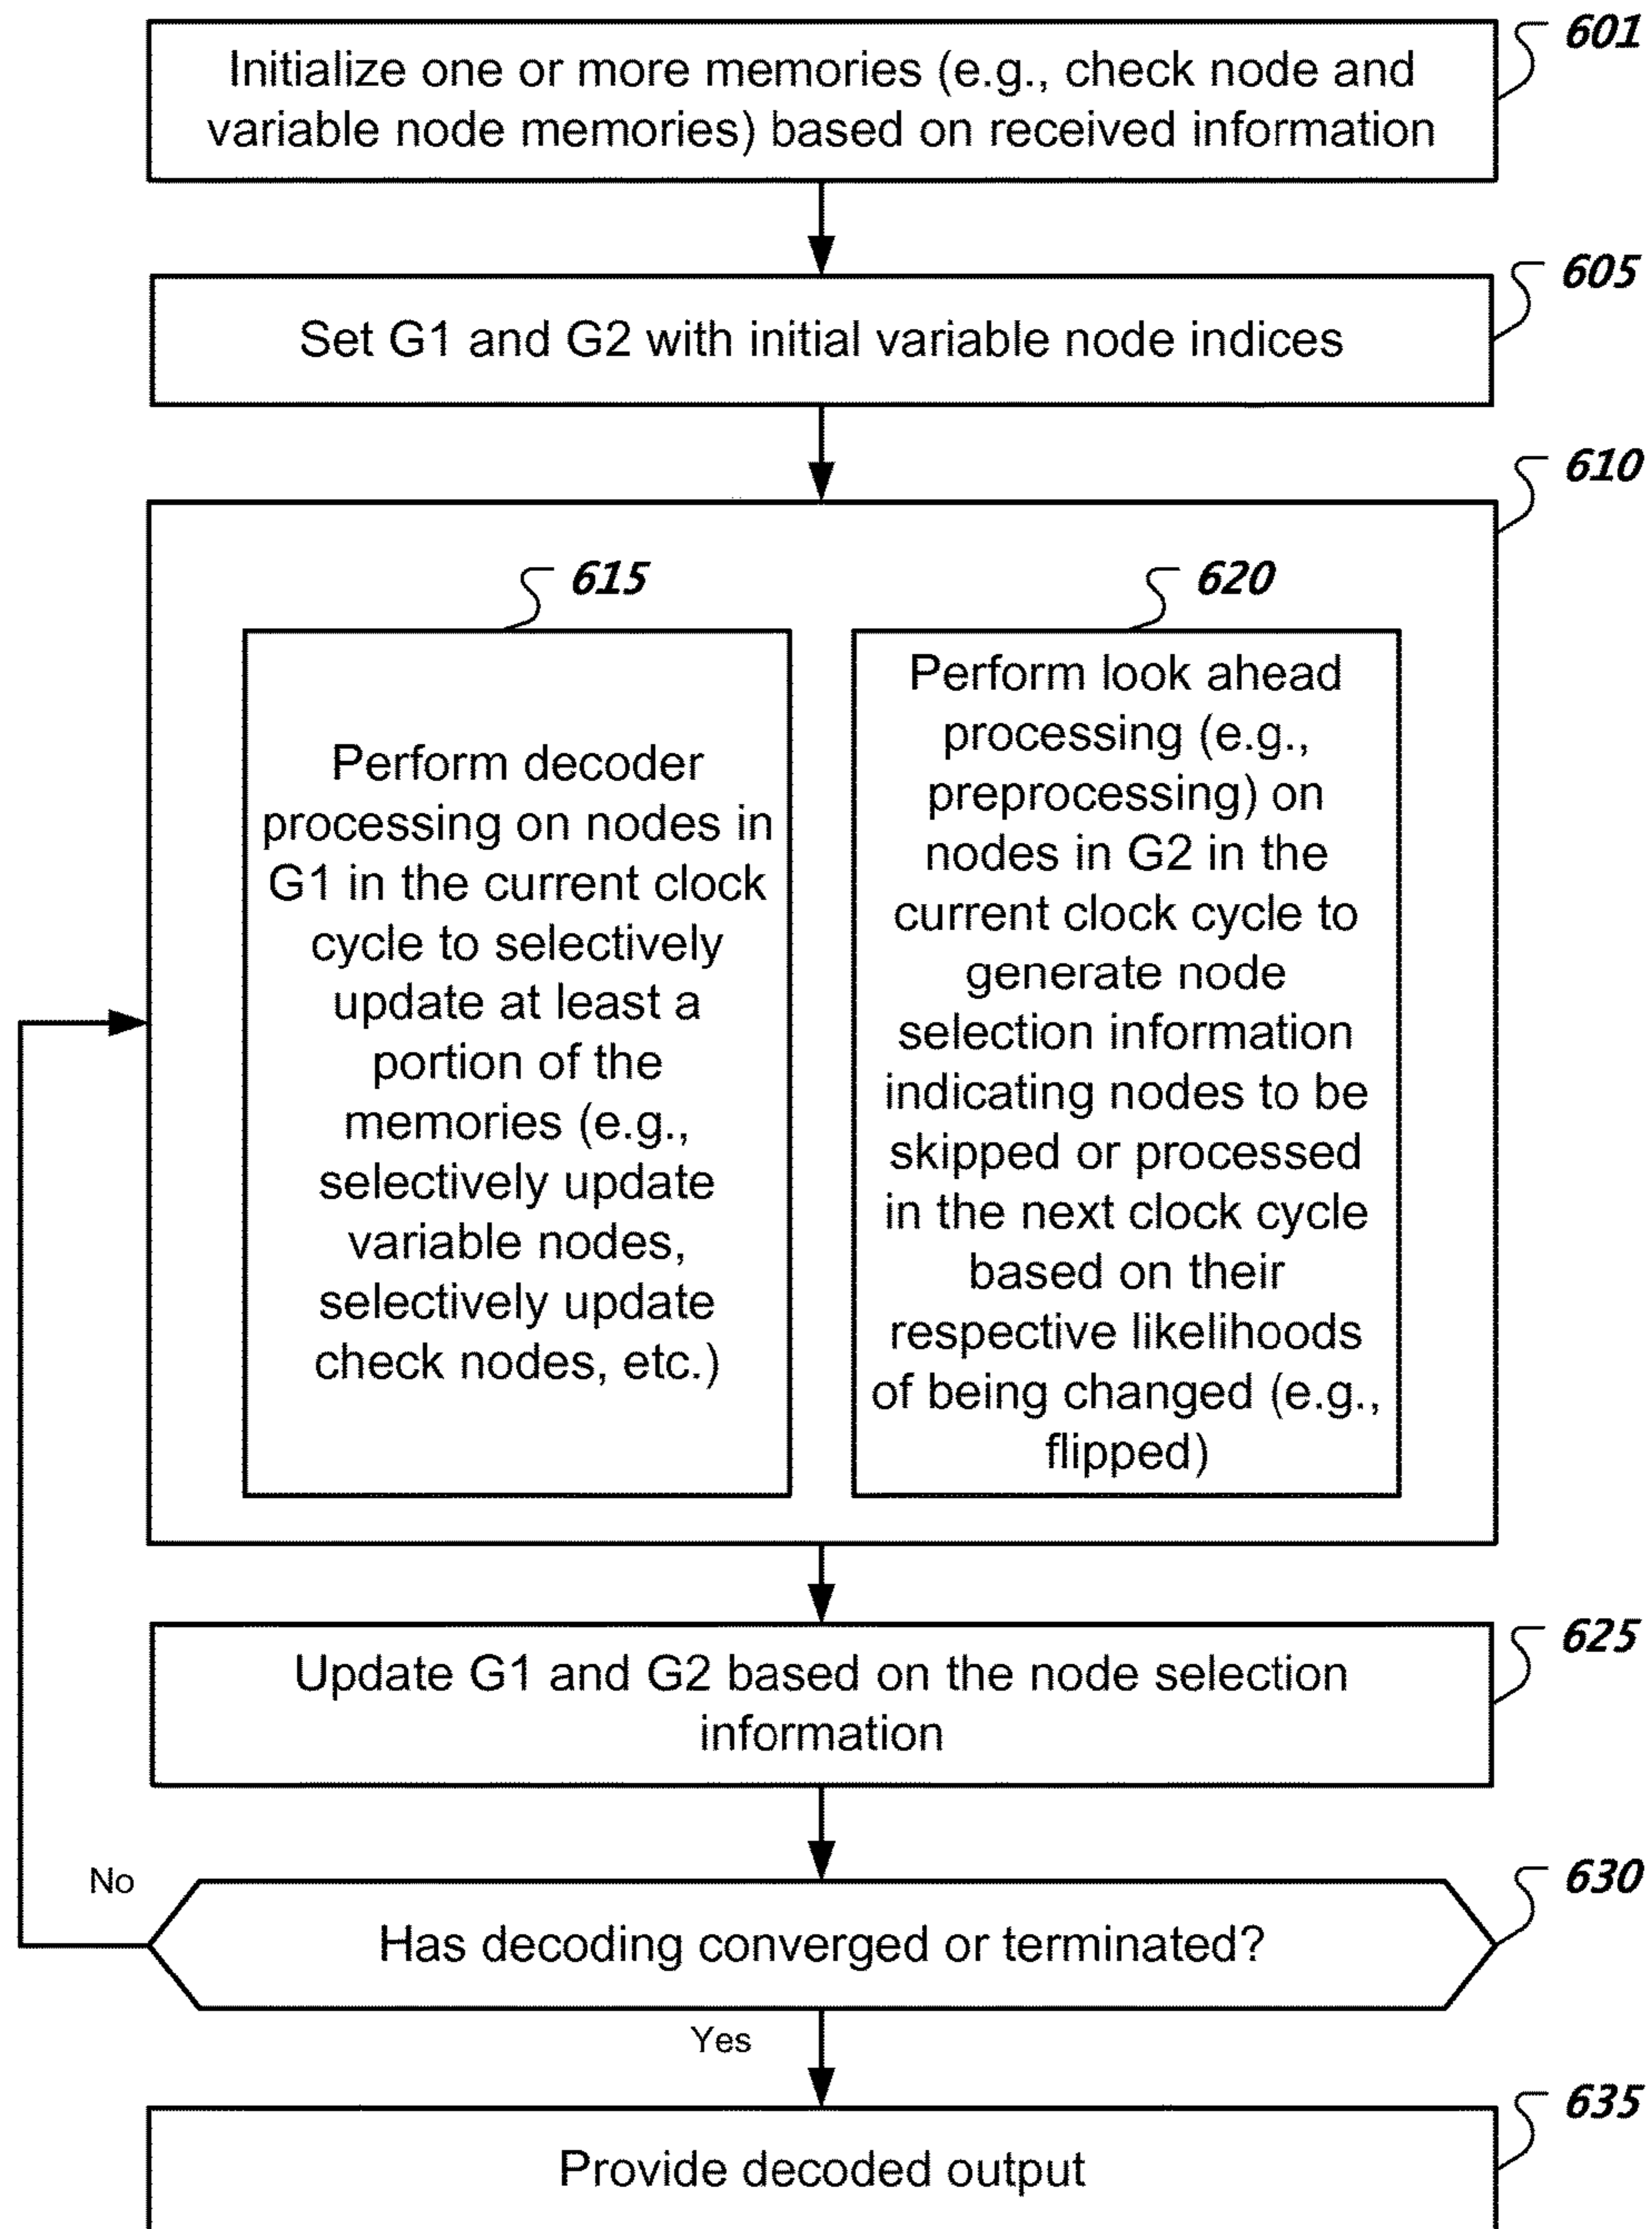 601
Initialize one or more memories (e.g., check node and
variable node memories) based on received information
605
Set G1 and G2 with initial variable node indices
610
615
Perform decoder
processing on nodes in
G1 in the current clock
cycle to selectively
update at least a
portion of the
memories (e.g.,
selectively update
variable nodes,
selectively update
check nodes, etc.)
620
Perform look ahead
processing (e.g.,
preprocessing) on
nodes in G2 in the
current clock cycle to
generate node
selection information
indicating nodes to be
skipped or processed
in the next clock cycle
based on their
respective likelihoods
of being changed (e.g.,
flipped)
625
Update G1 and G2 based on the node selection
information
630
No
Has decoding converged or terminated?
Yes
635
Provide decoded output